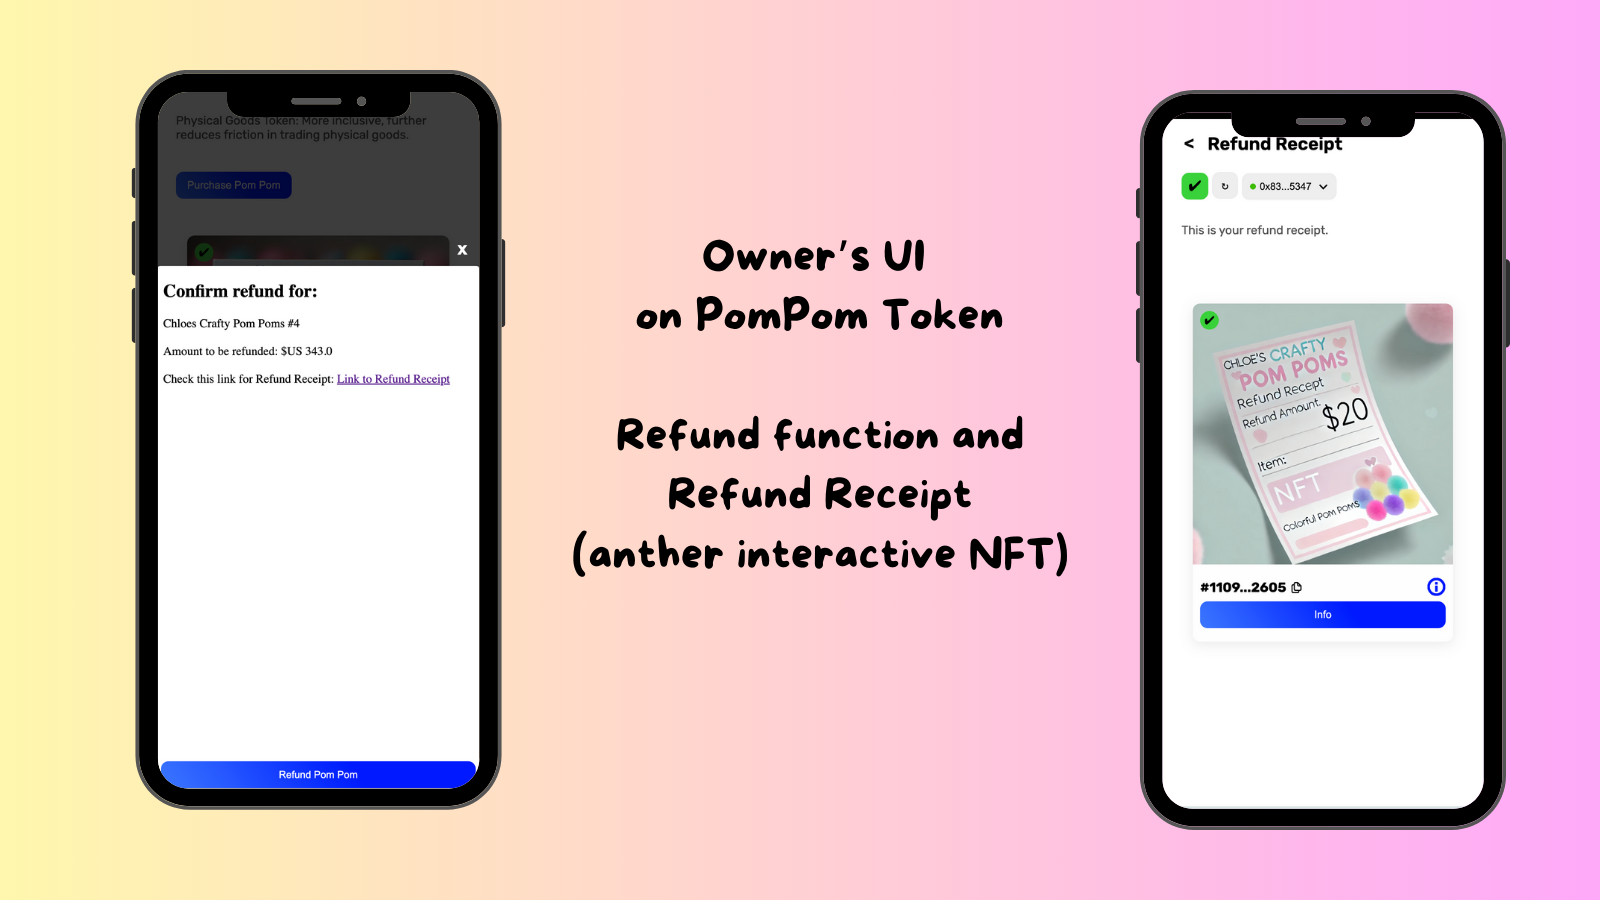 Physical Goods Token: More inclusive, further
reduces friction in trading physical goods.
Purchase Pom Pom
x
Confirm refund for:
Chloes Crafty Pom Poms #4
Amount to be refunded: $US 343.0
Check this link for Refund Receipt: Link to Refund Receipt
Refund Pom Pom
Owner's UI
on PomPom Token
Refund function and
Refund Receipt
(anther interactive NFT)
< Refund Receipt
0x83...5347
This is your refund receipt.
CHLOE'S CRAFTY
POM POMS
Refund Receipt
Refund Amount:
$20
Item:
NFT
Colorful Pom Poms
#1109...2605
Info